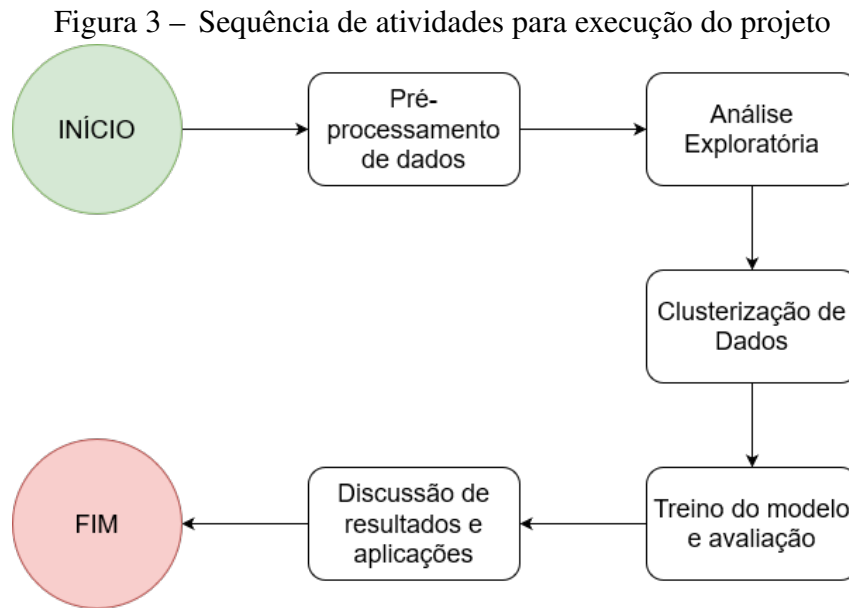 Figura 3 – Sequência de atividades para execução do projeto
INÍCIO
Pré-
processamento
de dados
Análise
Exploratória
Clusterização de
Dados
Treino do modelo
e avaliação
Discussão de
resultados e
aplicações
FIM